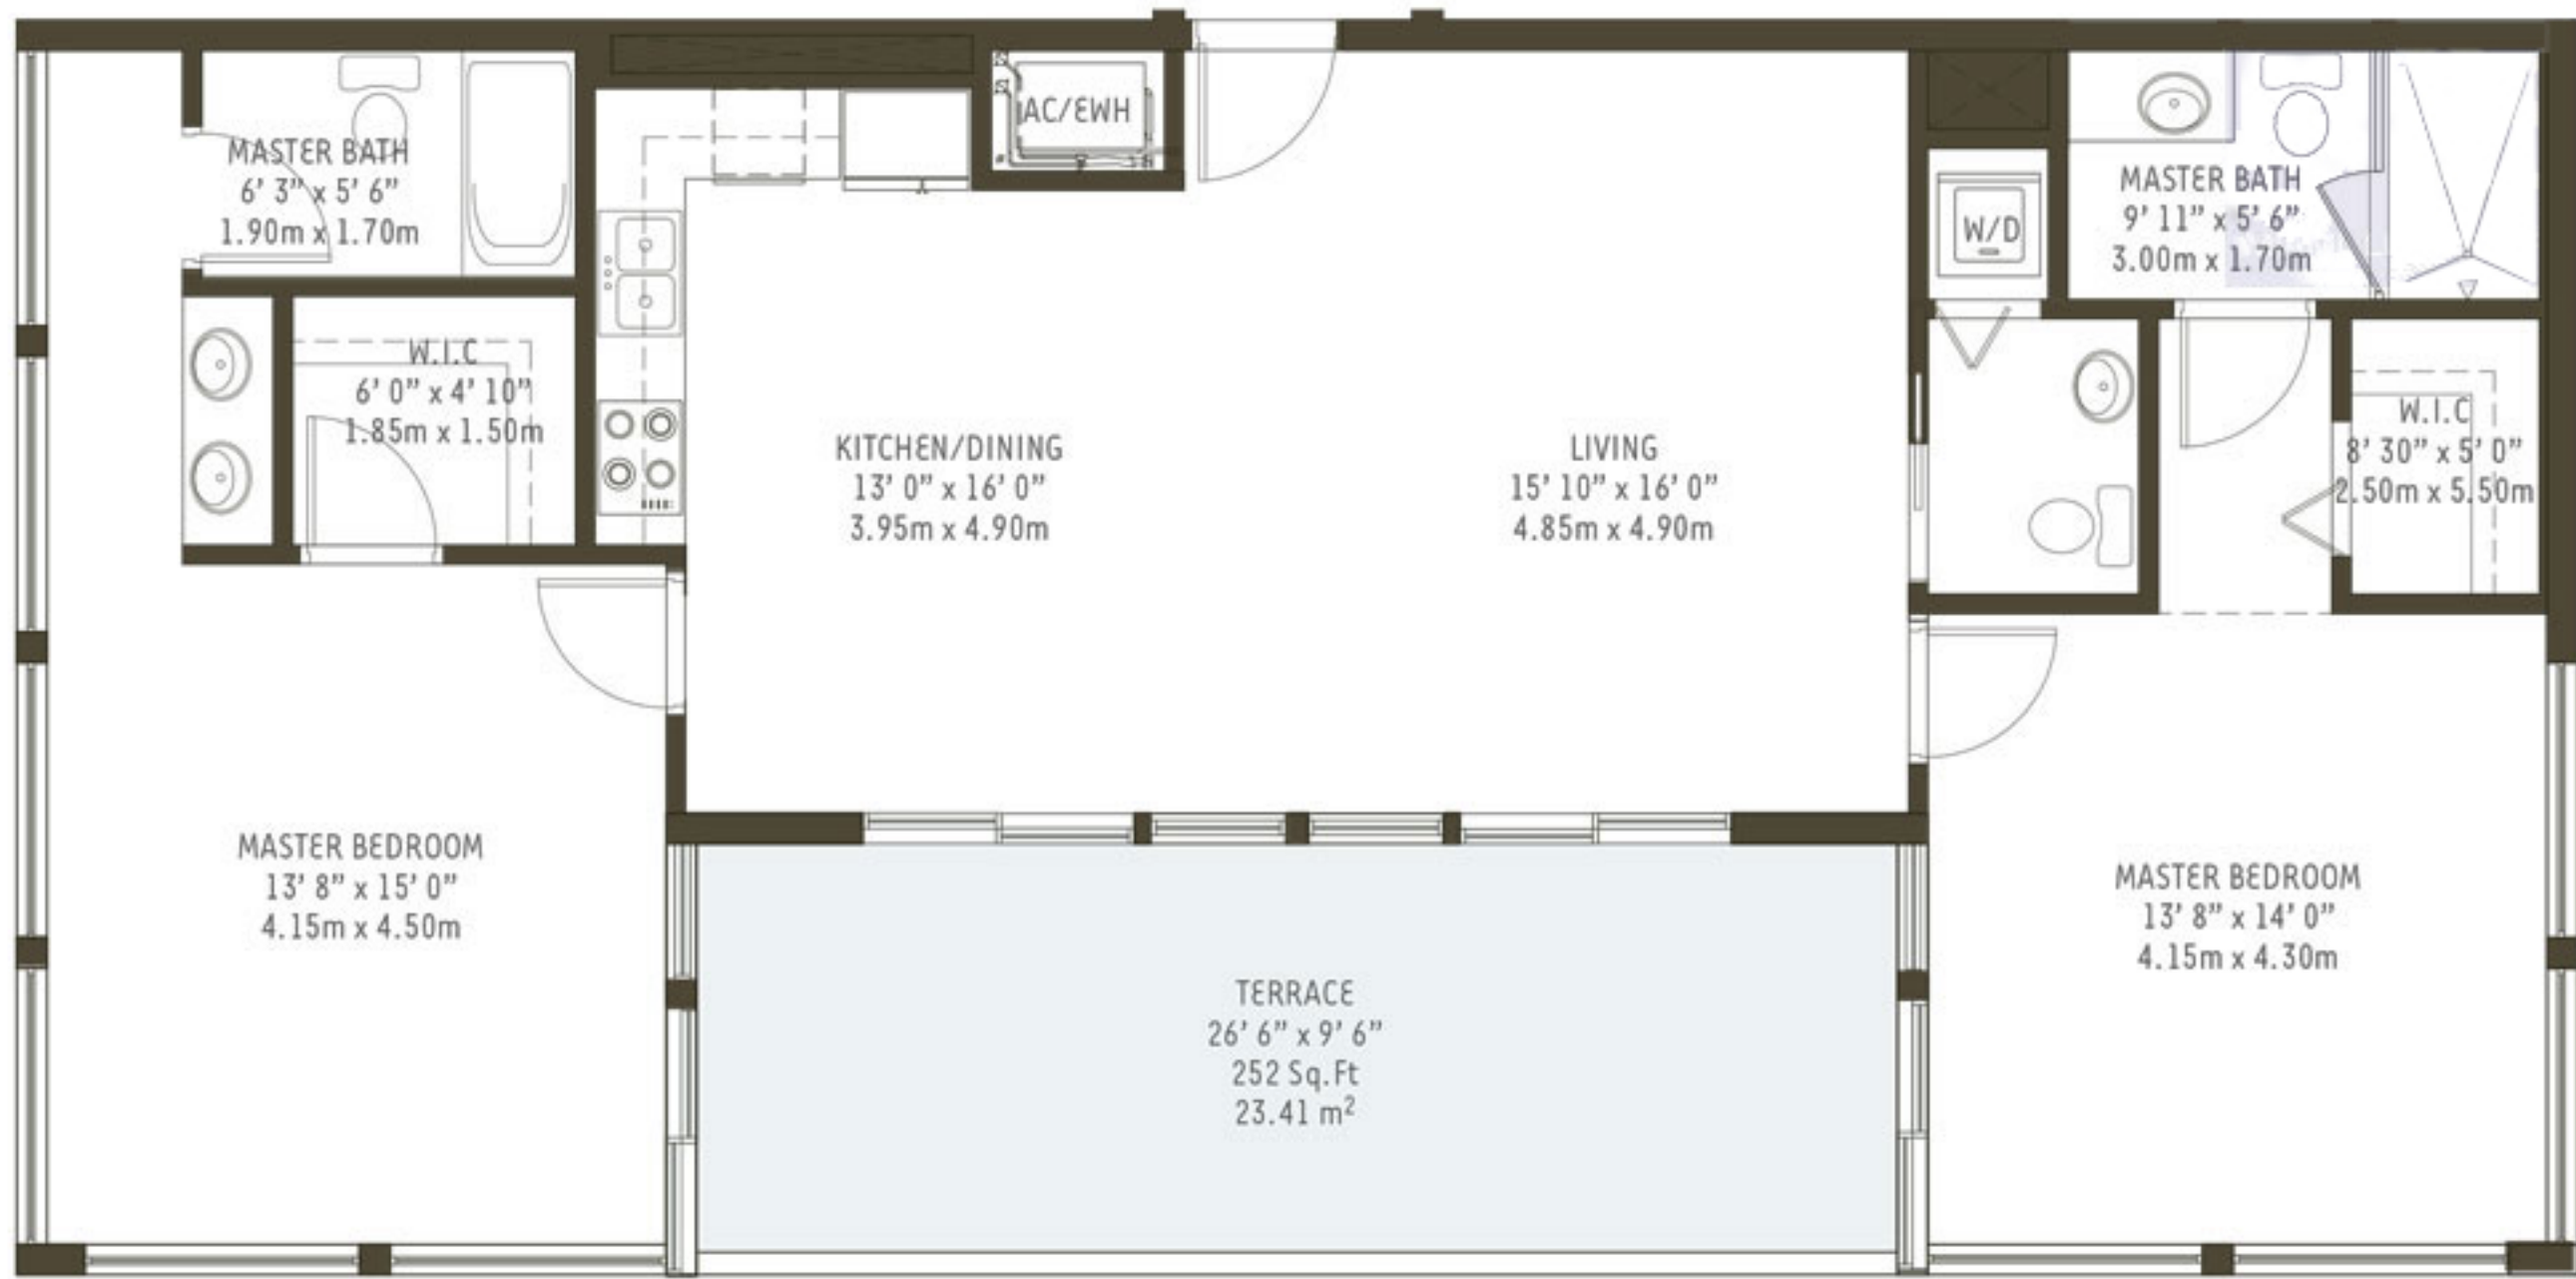 MASTER BATH
6' 3" x 5' 6"
1.90m x 1.70m
AC/EWH
MASTER BATH
9' 11" x 5' 6"
3.00m x 1.70m
W/D
W.I.C
6' 0" x 4' 10"
1.85m x 1.50m
KITCHEN/DINING
13' 0" x 16' 0"
3.95m x 4.90m
LIVING
15' 10" x 16' 0"
4.85m x 4.90m
W.I.C
8' 30" x 5' 0"
2.50m x 5.50m
MASTER BEDROOM
13' 8" x 15' 0"
4.15m x 4.50m
MASTER BEDROOM
13' 8" x 14' 0"
4.15m x 4.30m
TERRACE
26' 6" x 9' 6"
252 Sq.Ft
23.41 m²